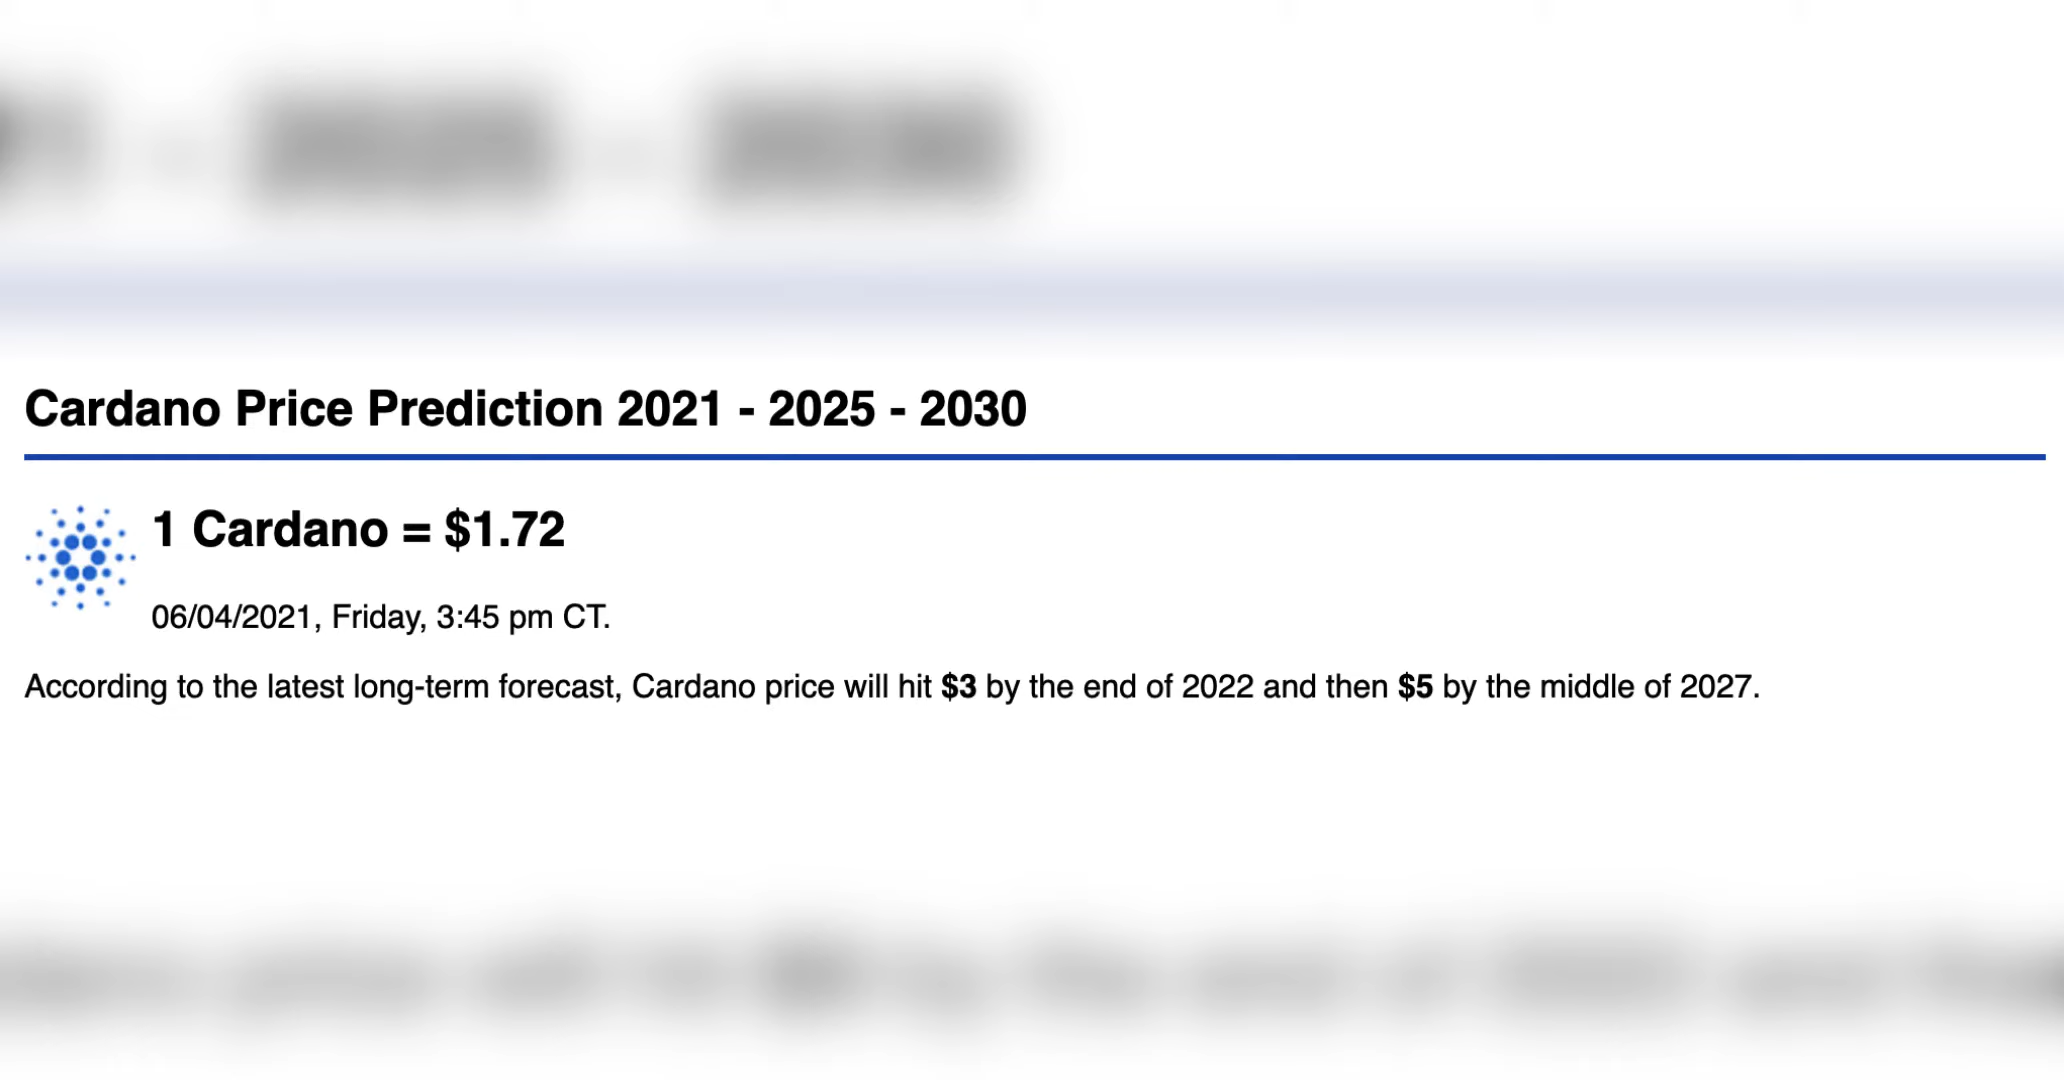 Cardano Price Prediction 2021 - 2025 - 2030
1 Cardano = $1.72
06/04/2021, Friday, 3:45 pm CT.
According to the latest long-term forecast, Cardano price will hit $3 by the end of 2022 and then $5 by the middle of 2027.